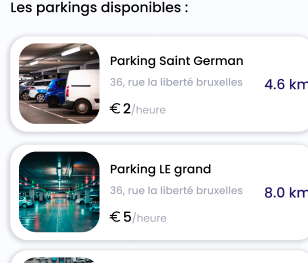 Les parkings disponibles :
Parking Saint German
36, rue la liberté bruxelles
4.6 km
€ 2/heure
Parking LE grand
36, rue la liberté bruxelles
8.0 km
€ 5/heure